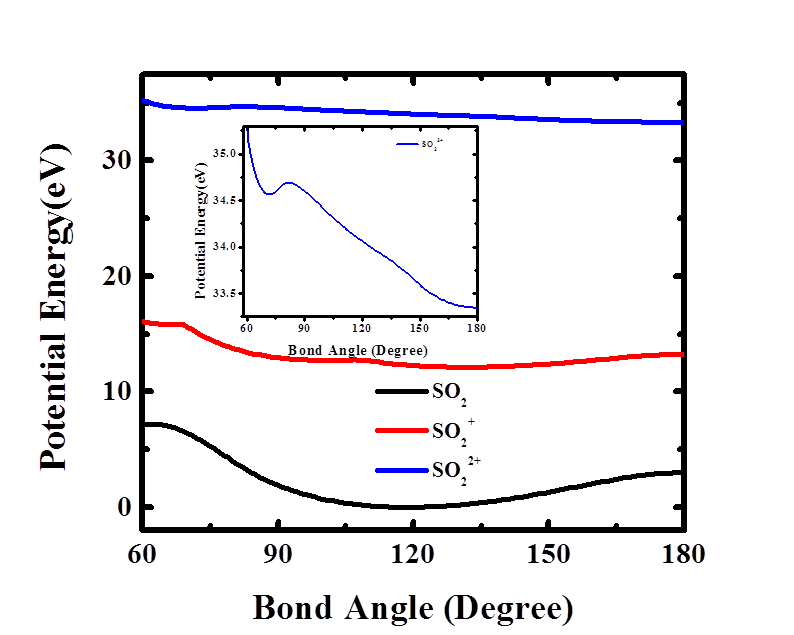 Potential Energy(eV)
30
20
10
0
60
90
120
150
180
Bond Angle (Degree)
SO₂
SO₂⁺
SO₂²⁺
Potential Energy(eV)
35.0
34.5
34.0
33.5
60
90
120
150
180
Bond Angle (Degree)
SO₂²⁺